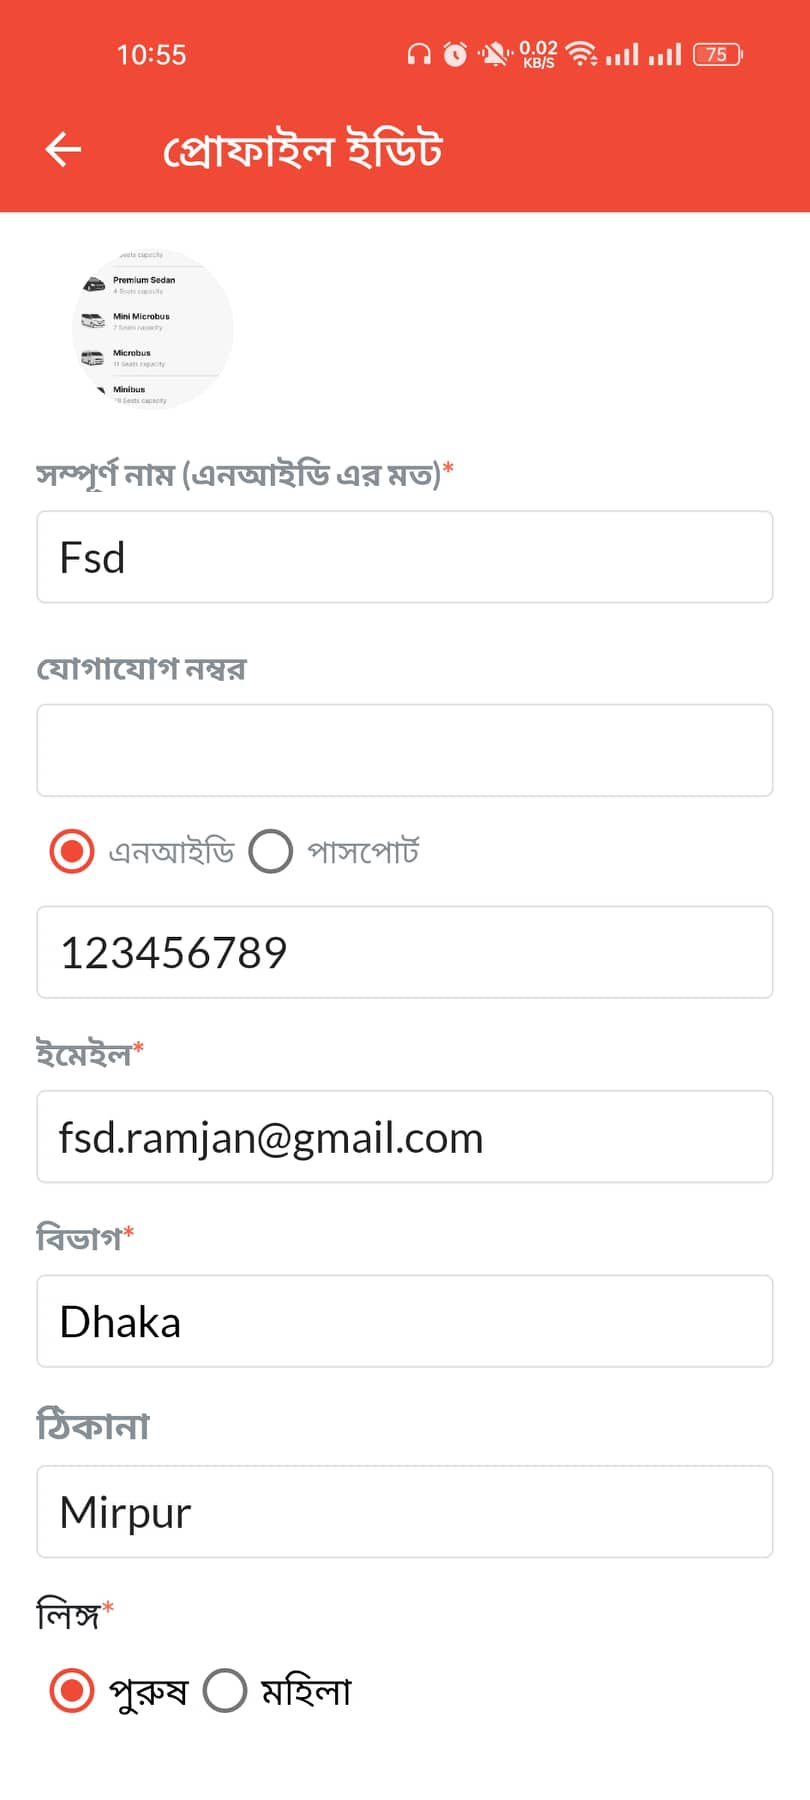 10:55
0.02
KB/S
75
প্রোফাইল ইডিট
Seats capacity
Premium Sedan
4 Seats capacity
Mini Microbus
7 Seats capacity
Microbus
11 Seats capacity
Minibus
28 Seats capacity
সম্পূর্ণ নাম (এনআইডি এর মত)*
Fsd
যোগাযোগ নম্বর
এনআইডি পাসপোর্ট
123456789
ইমেইল*
fsd.ramjan@gmail.com
বিভাগ*
Dhaka
ঠিকানা
Mirpur
লিঙ্গ*
পুরুষ মহিলা